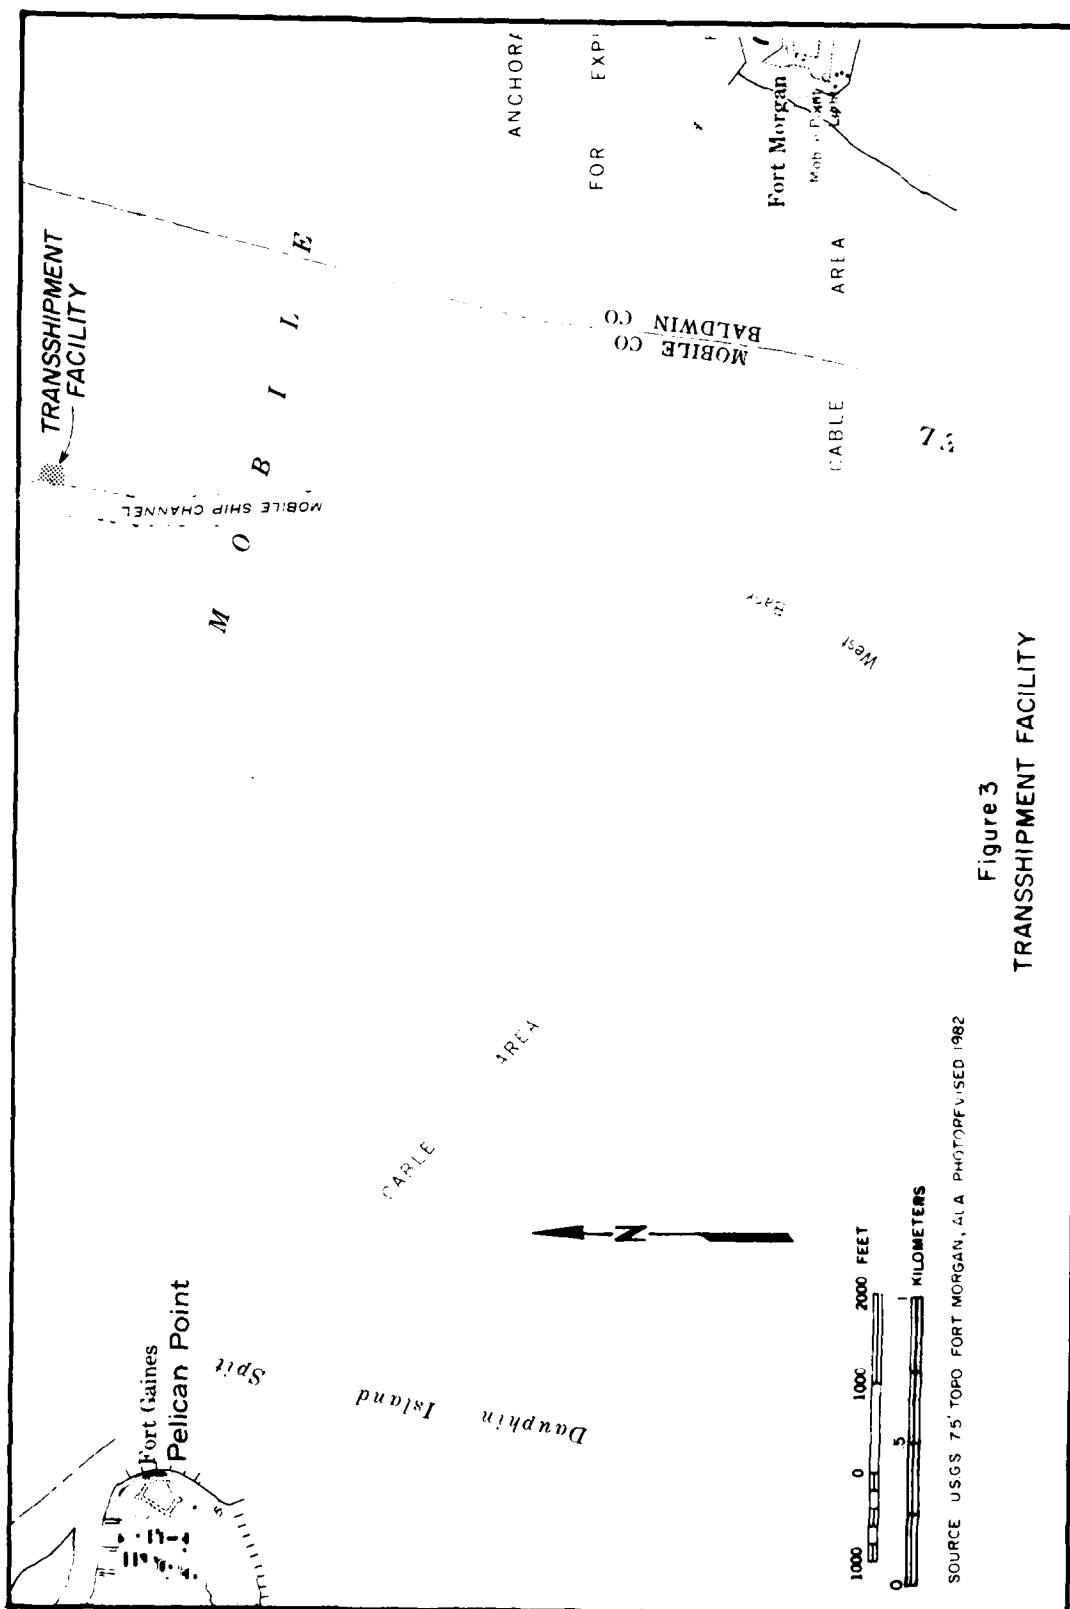 TRANSSHIPMENT
FACILITY
MOBILE SHIP CHANNEL
M O B I L E
ANCHORA
FOR EXP
Fort Morgan
MOBILE CO
BALDWIN CO
CABLE AREA
West
CABLE AREA
Fort Gaines
Pelican Point
5
Dauphin Island Spit
N
1000 0 1000 2000 FEET
0 5 1
KILOMETERS
SOURCE USGS 7 5' TOPO FORT MORGAN, ALA PHOTOREVISED 1982
Figure 3
TRANSSHIPMENT FACILITY